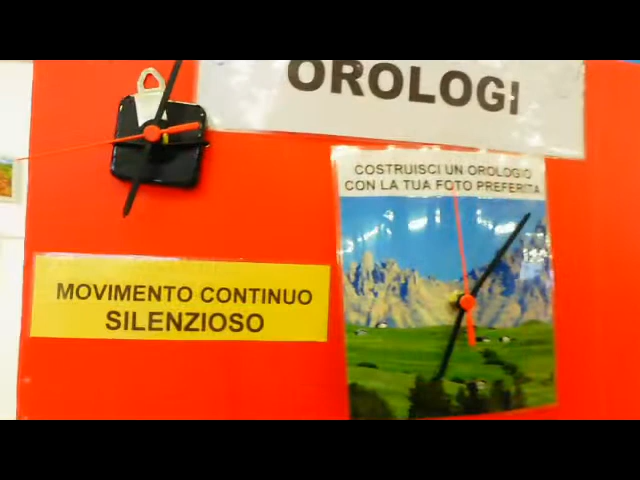 OROLOGI
COSTRUISCI UN OROLOGIO
CON LA TUA FOTO PREFERITA
MOVIMENTO CONTINUO
SILENZIOSO